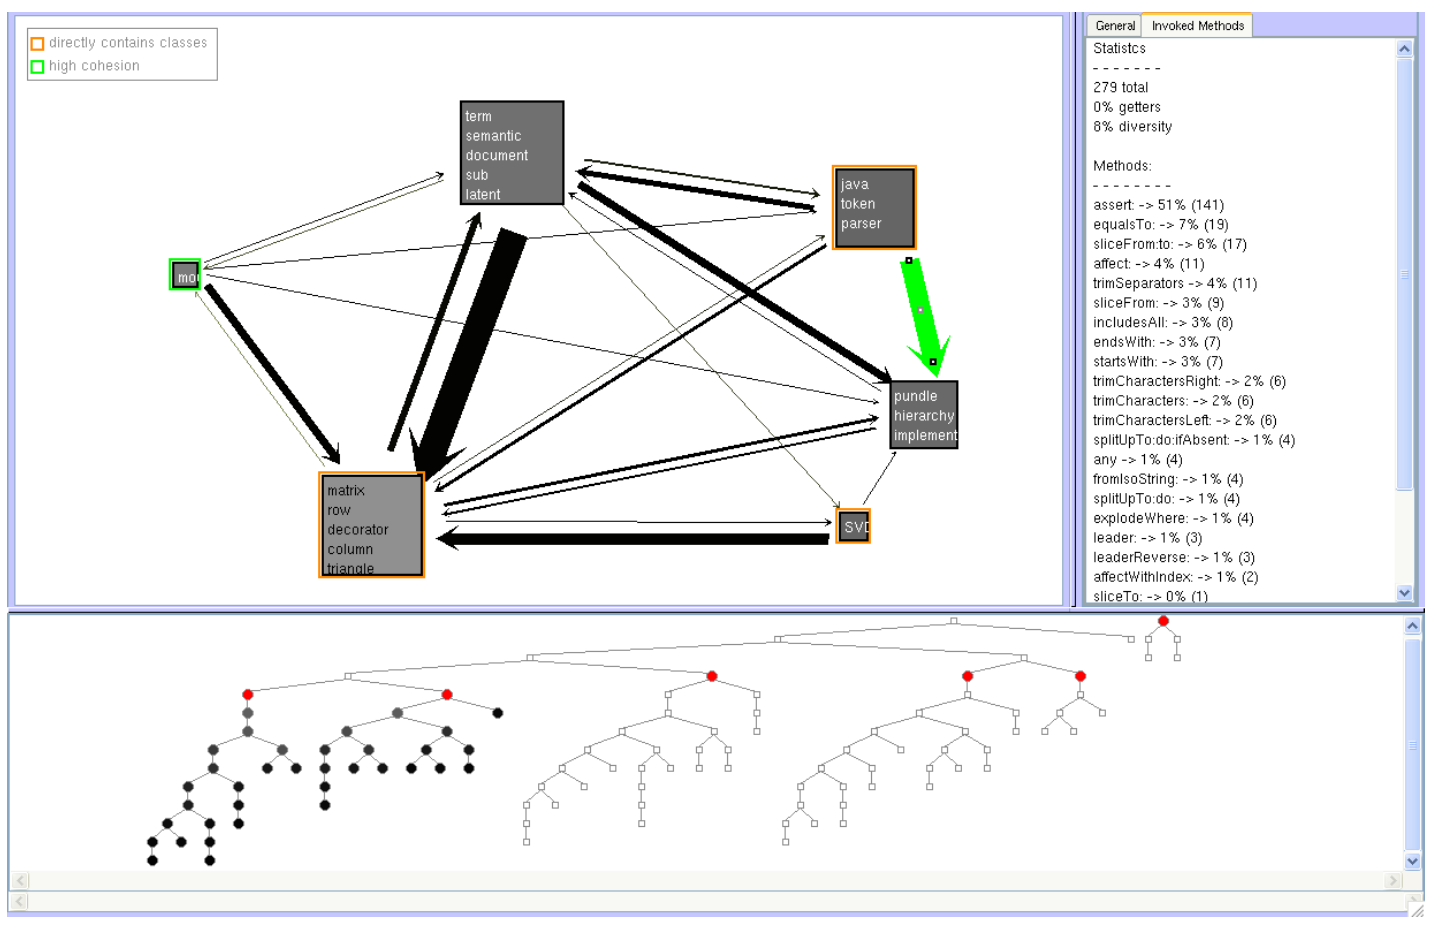 directly contains classes
high cohesion
term
semantic
document
sub
latent
java
token
parser
mo
pundle
hierarchy
implement
matrix
row
decorator
column
triangle
SVD
General
Invoked Methods
Statistcs
- - - - - - -
279 total
0% getters
8% diversity
Methods:
- - - - - - - -
assert: -> 51% (141)
equalsTo: -> 7% (19)
sliceFrom:to: -> 6% (17)
affect: -> 4% (11)
trimSeparators -> 4% (11)
sliceFrom: -> 3% (9)
includesAll: -> 3% (8)
endsWith: -> 3% (7)
startsWith: -> 3% (7)
trimCharactersRight: -> 2% (6)
trimCharacters: -> 2% (6)
trimCharactersLeft: -> 2% (6)
splitUpTo:do:ifAbsent: -> 1% (4)
any -> 1% (4)
fromIsoString: -> 1% (4)
splitUpTo:do: -> 1% (4)
explodeWhere: -> 1% (4)
leader: -> 1% (3)
leaderReverse: -> 1% (3)
affectWithIndex: -> 1% (2)
sliceTo: -> 0% (1)